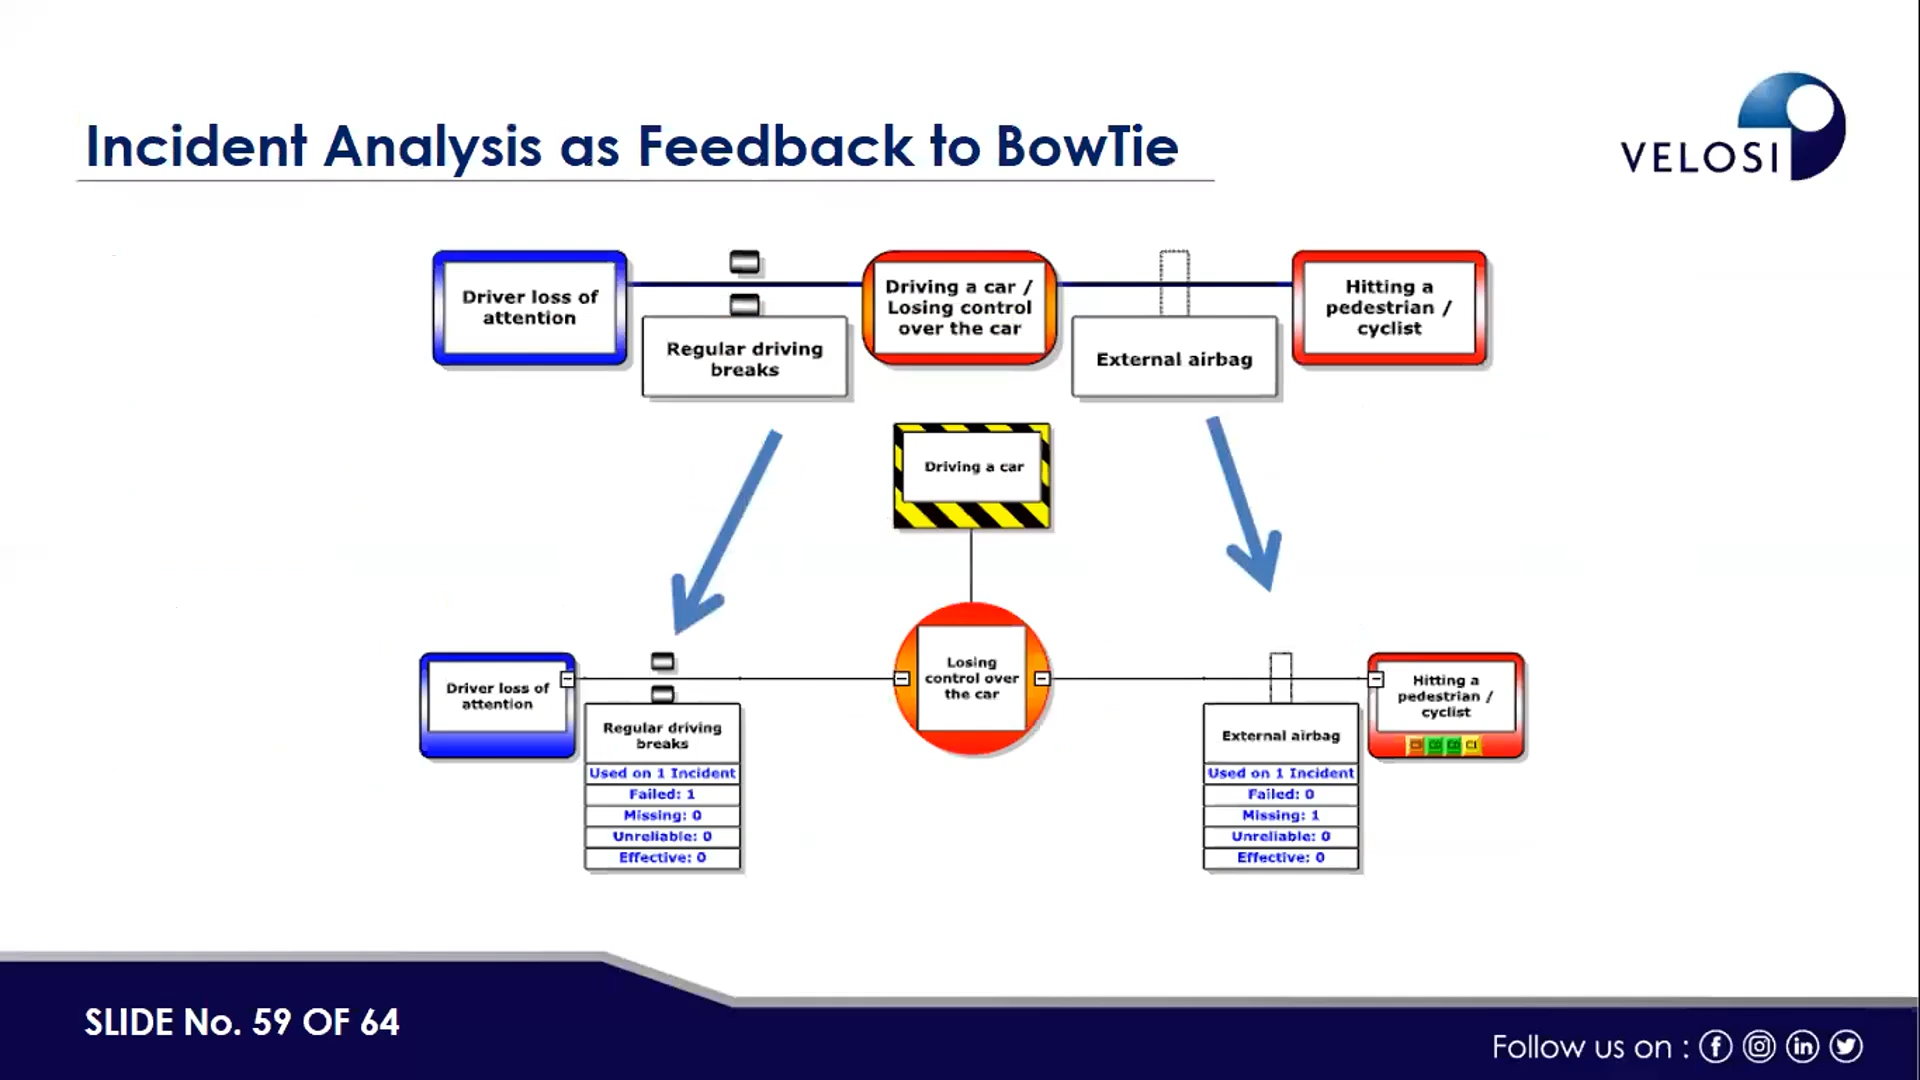 Incident Analysis as Feedback to BowTie
VELOSI
Driver loss of
attention
Regular driving
breaks
Driving a car /
Losing control
over the car
External airbag
Hitting a
pedestrian /
cyclist
Driving a car
Driver loss of
attention
Regular driving
breaks
Used on 1 Incident
Failed: 1
Missing: 0
Unreliable: 0
Effective: 0
Losing
control over
the car
External airbag
Used on 1 Incident
Failed: 0
Missing: 1
Unreliable: 0
Effective: 0
Hitting a
pedestrian /
cyclist
SLIDE No. 59 OF 64
Follow us on :